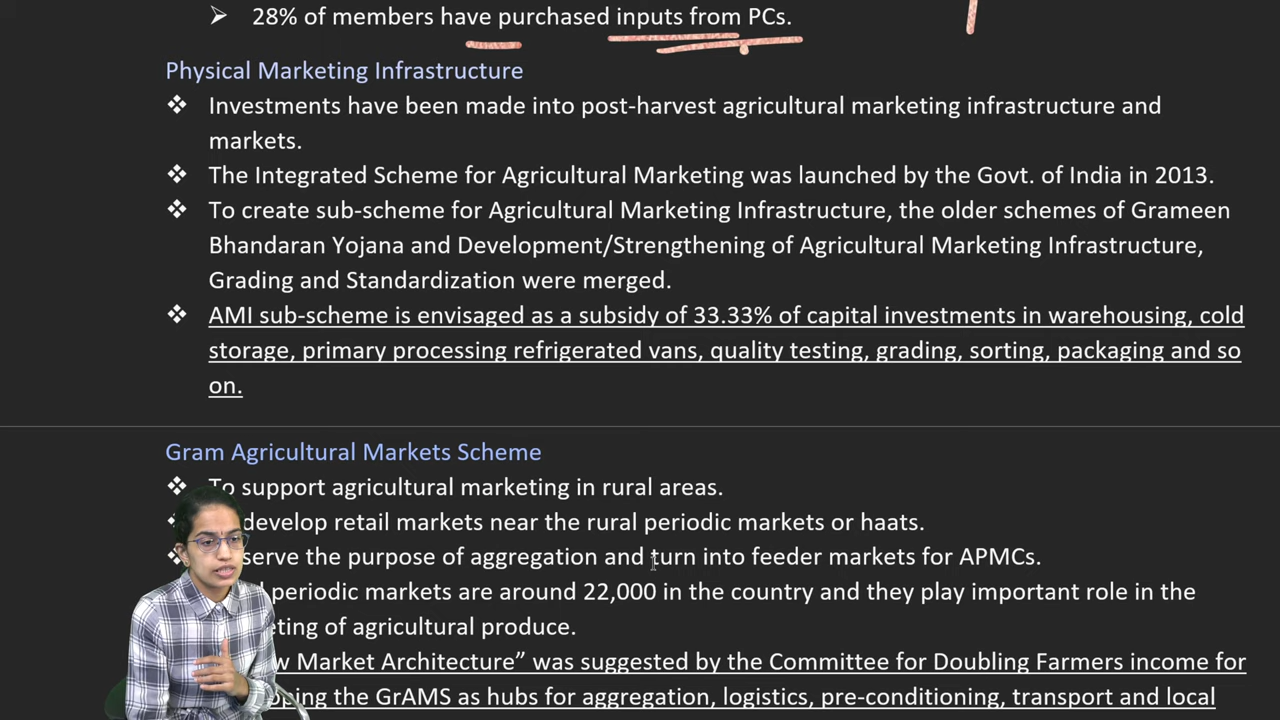 ➢ 28% of members have purchased inputs from PCs.
Physical Marketing Infrastructure
❖ Investments have been made into post-harvest agricultural marketing infrastructure and
markets.
❖ The Integrated Scheme for Agricultural Marketing was launched by the Govt. of India in 2013.
❖ To create sub-scheme for Agricultural Marketing Infrastructure, the older schemes of Grameen
Bhandaran Yojana and Development/Strengthening of Agricultural Marketing Infrastructure,
Grading and Standardization were merged.
❖ AMI sub-scheme is envisaged as a subsidy of 33.33% of capital investments in warehousing, cold
storage, primary processing refrigerated vans, quality testing, grading, sorting, packaging and so
on.
Gram Agricultural Markets Scheme
❖ To support agricultural marketing in rural areas.
❖ develop retail markets near the rural periodic markets or haats.
❖ serve the purpose of aggregation and turn into feeder markets for APMCs.
periodic markets are around 22,000 in the country and they play important role in the
of agricultural produce.
Market Architecture” was suggested by the Committee for Doubling Farmers income for
the GrAMS as hubs for aggregation, logistics, pre-conditioning, transport and local